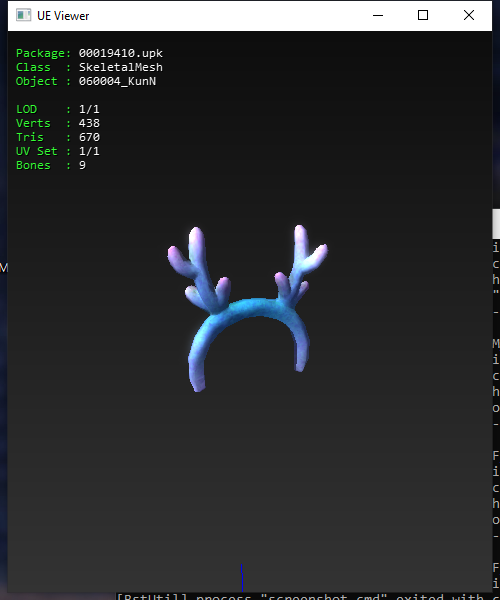 UE Viewer
Package: 00019410.upk
Class : SkeletalMesh
Object : 060004_KunN
LOD : 1/1
Verts : 438
Tris : 670
UV Set : 1/1
Bones : 9
M
i
c
h
"
-
M
i
c
h
o
-
F
i
c
h
o
-
F
i
[BstUtil] process "screenshot.cmd" exited with c